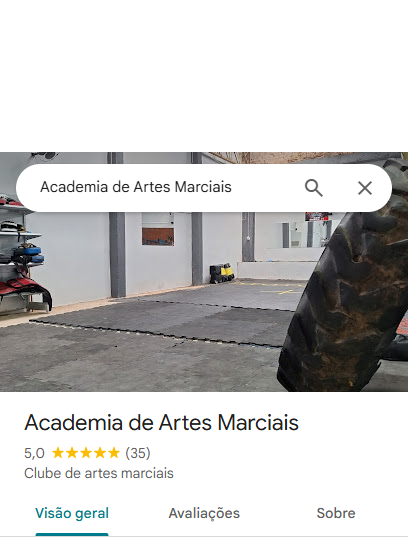 Academia de Artes Marciais
Academia de Artes Marciais
5,0 ★★★★★ (35)
Clube de artes marciais
Visão geral Avaliações Sobre